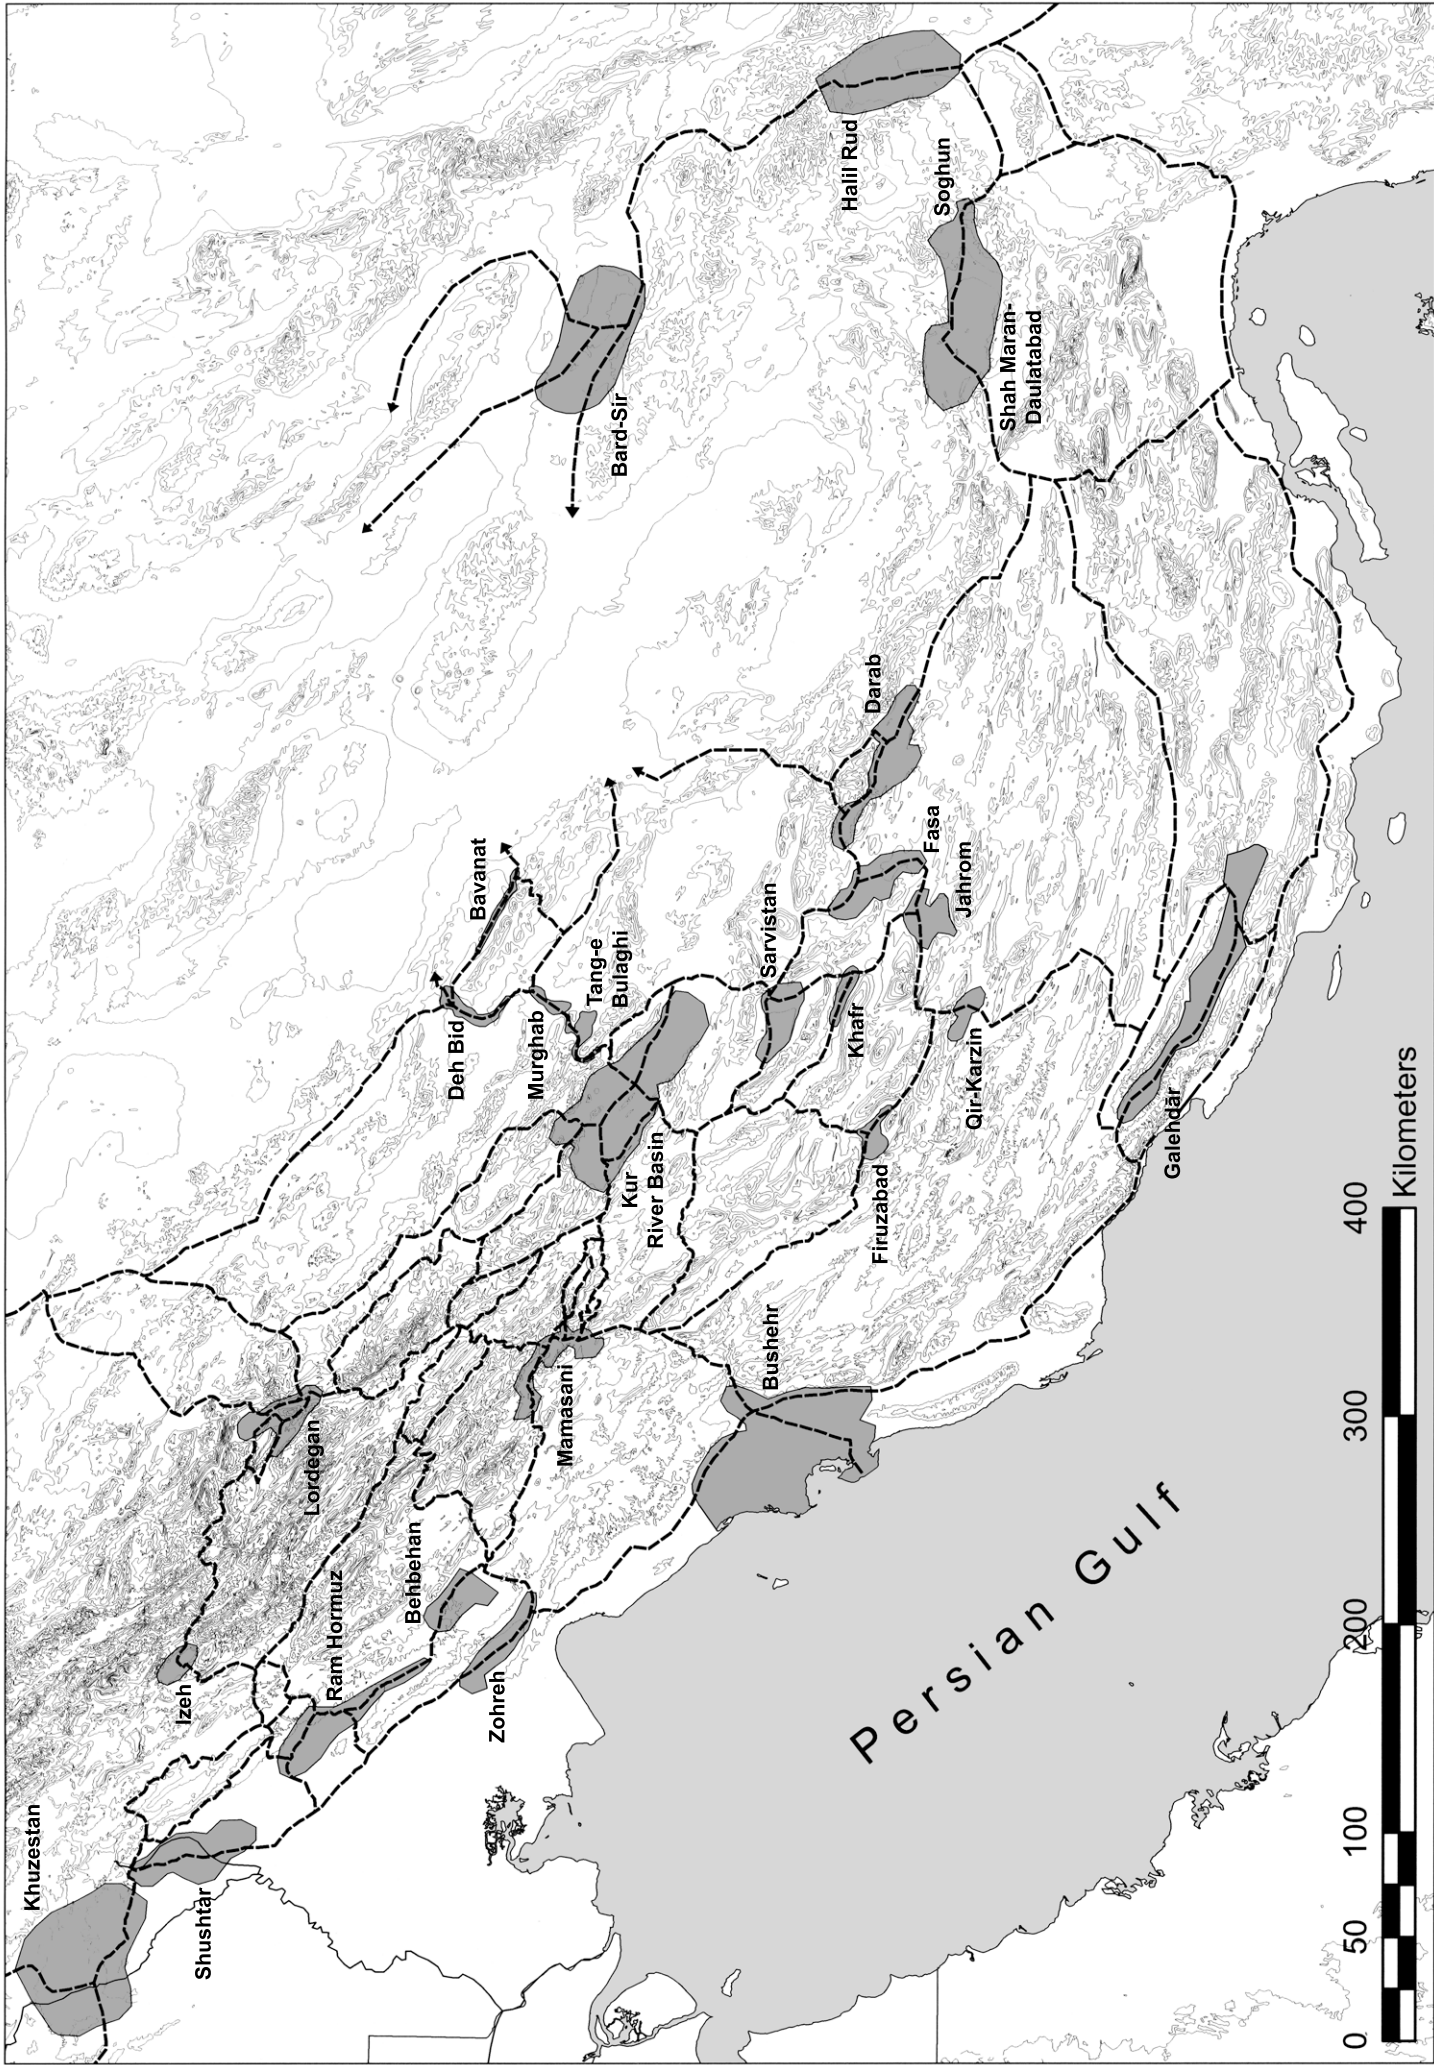 Khuzestan
Shushtar
Izeh
Ram Hormuz
Zohreh
Behbehan
Lordegan
Mamasani
Bushehr
Kur
River Basin
Firuzabad
Deh Bid
Murghab
Tang-e
Bulaghi
Bavanat
Sarvistan
Khafr
Qir-Karzin
Galehdār
Fasa
Jahrom
Darab
Bard-Sir
Shah Maran-
Daulatabad
Soghun
Halil Rud
Persian Gulf
0 50 100 200 300 400
Kilometers